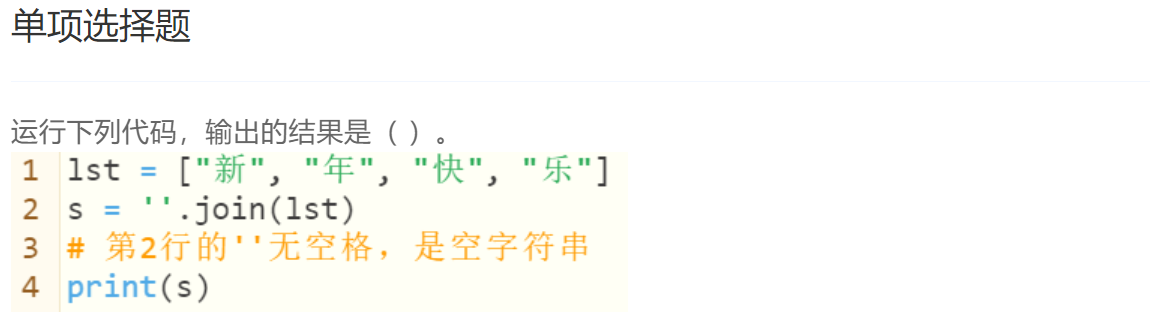 单项选择题
运行下列代码，输出的结果是（ ）。
1 lst = ["新", "年", "快", "乐"]
2 s = ''.join(lst)
3 # 第2行的''无空格，是空字符串
4 print(s)